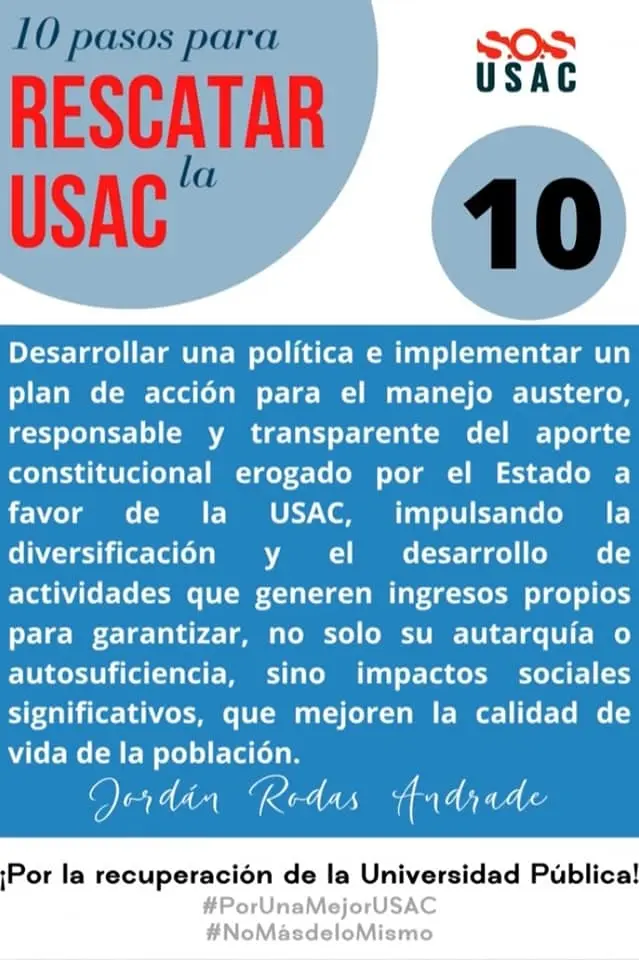 10 pasos para
RESCATAR
la
USAC
S.O.S
USAC
10
Desarrollar una política e implementar un
plan de acción para el manejo austero,
responsable y transparente del aporte
constitucional erogado por el Estado a
favor de la USAC, impulsando la
diversificación y el desarrollo de
actividades que generen ingresos propios
para garantizar, no solo su autarquía o
autosuficiencia, sino impactos sociales
significativos, que mejoren la calidad de
vida de la población.
Jordán Rodas Andrade
¡Por la recuperación de la Universidad Pública!
#PorUnaMejorUSAC
#NoMásdeloMismo